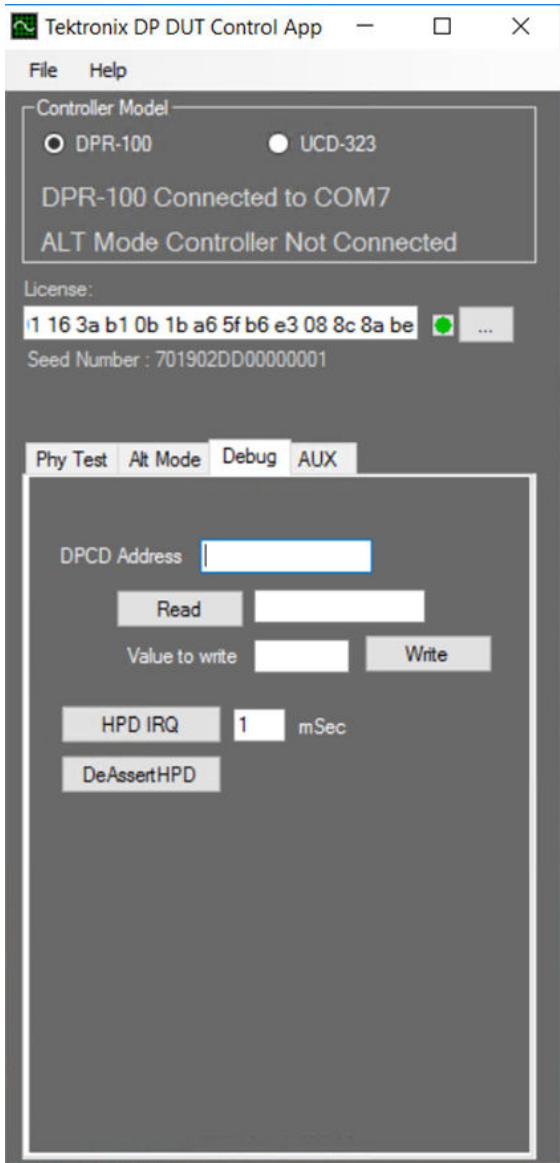 Tektronix DP DUT Control App
File Help
Controller Model
DPR-100 UCD-323
DPR-100 Connected to COM7
ALT Mode Controller Not Connected
License:
1 16 3a b1 0b 1b a6 5f b6 e3 08 8c 8a be ...
Seed Number : 701902DD00000001
Phy Test Alt Mode Debug AUX
DPCD Address
Read
Value to write Write
HPD IRQ 1 mSec
DeAssertHPD